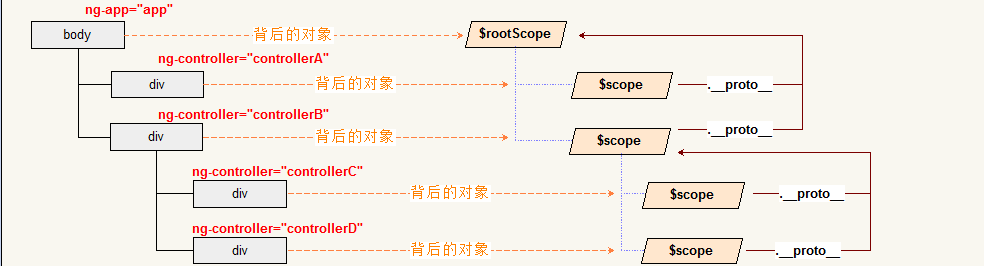 ng-app="app"
body
背后的对象
$rootScope
ng-controller="controllerA"
div
背后的对象
$scope
.__proto__
ng-controller="controllerB"
div
背后的对象
$scope
.__proto__
ng-controller="controllerC"
div
背后的对象
$scope
.__proto__
ng-controller="controllerD"
div
背后的对象
$scope
.__proto__